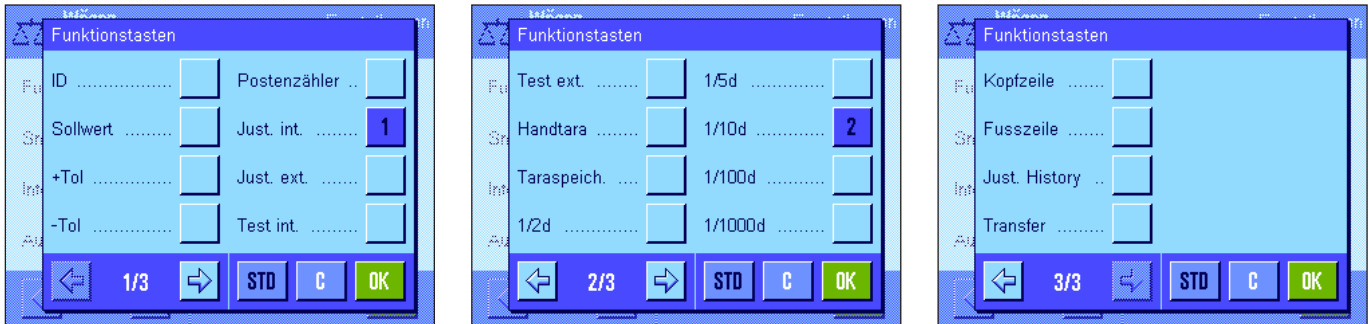 Funktionstasten
ID ................ Postenzähler ..
Sollwert ......... Just. int. ........ 1
+Tol .............. Just. ext. .......
-Tol .............. Test int. .........
1/3 STD C OK
Funktionstasten
Test ext. ......... 1/5d .............
Handtara ........ 1/10d ........... 2
Taraspeich. .... 1/100d .........
1/2d ............. 1/1000d .......
2/3 STD C OK
Funktionstasten
Kopfzeile .......
Fusszeile .......
Just. History ..
Transfer .........
3/3 STD C OK